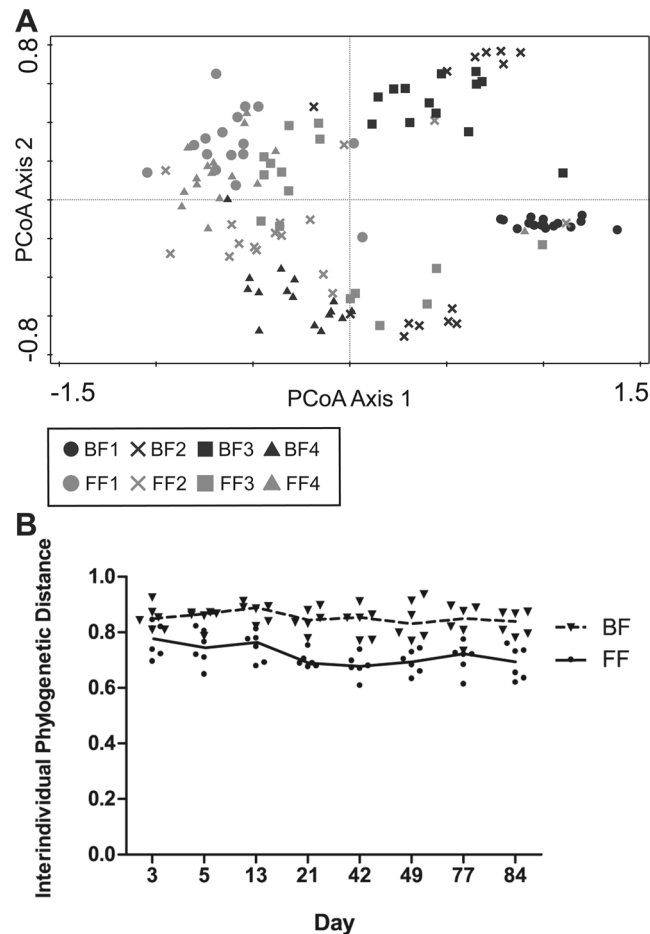 A
0.8
PCoA Axis 2
-0.8
-1.5
PCoA Axis 1
1.5
BF1 BF2 BF3 BF4
FF1 FF2 FF3 FF4
B
Interindividual Phylogenetic Distance
1.0
0.8
0.6
0.4
0.2
0.0
3 5 13 21 42 49 77 84
Day
BF
FF